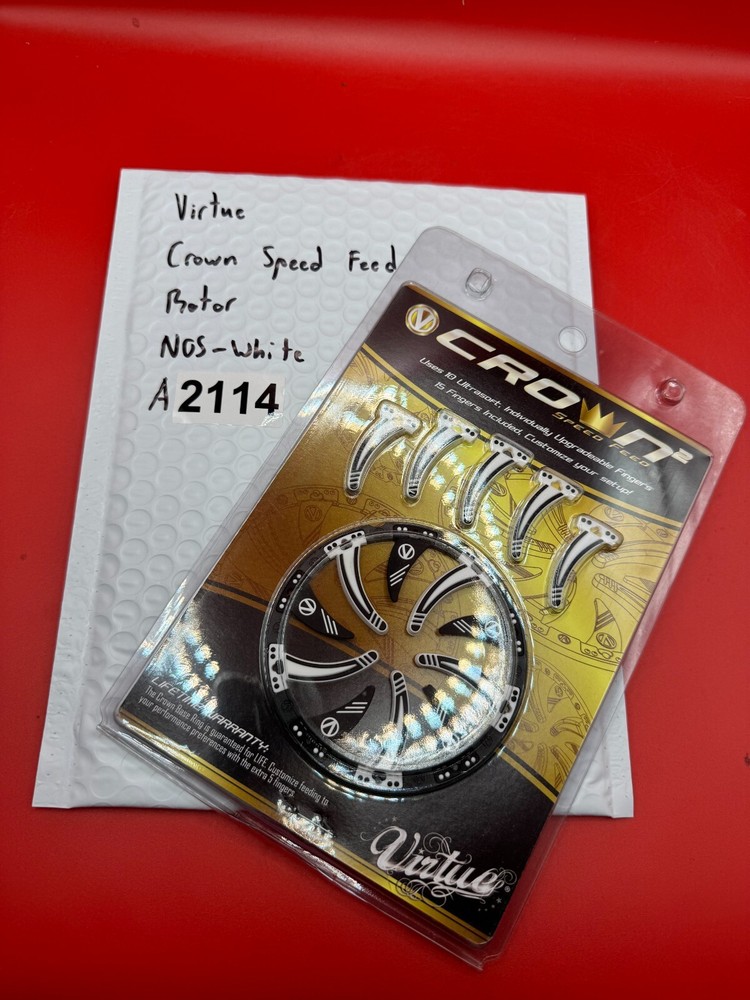 Virtue
Crown Speed Feed
Rotor
NOS-White
A 2114
V CROWN²
SPEED FEED
Uses 10 Ultrasoft, Individually Upgradeable Fingers
15 Fingers Included, Customize your setup!
LIFETIME WARRANTY:
The Crown Base Ring is guaranteed for LIFE. Customize feeding to
your performance preferences with the extra 5 fingers.
Virtue